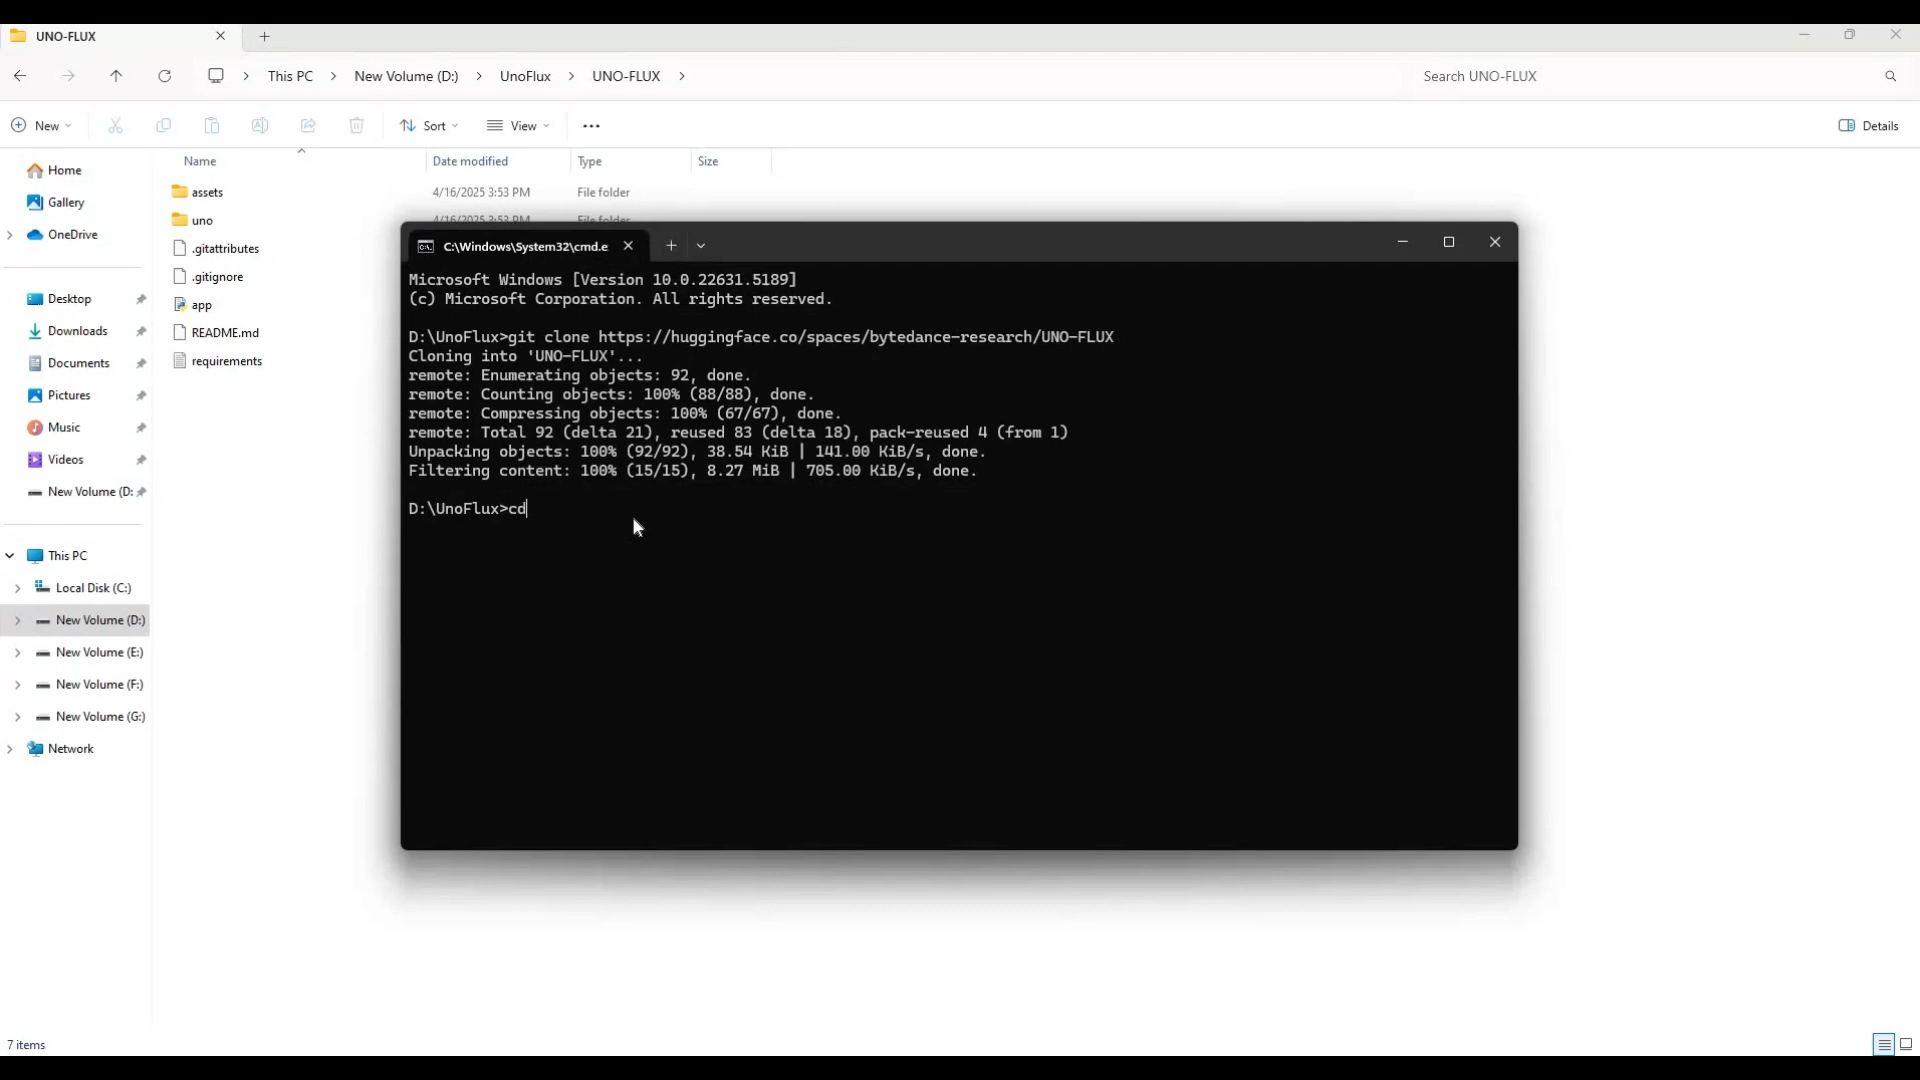 UNO-FLUX
This PC > New Volume (D:) > UnoFlux > UNO-FLUX >
Search UNO-FLUX
New
Sort
View
Details
Name
Date modified
Type
Size
Home
Gallery
OneDrive
Desktop
Downloads
Documents
Pictures
Music
Videos
New Volume (D:
This PC
Local Disk (C:)
New Volume (D:)
New Volume (E:)
New Volume (F:)
New Volume (G:)
Network
assets 4/16/2025 3:53 PM File folder
uno 4/16/2025 3:53 PM File folder
.gitattributes
.gitignore
app
README.md
requirements
C:\Windows\System32\cmd.e
Microsoft Windows [Version 10.0.22631.5189]
(c) Microsoft Corporation. All rights reserved.
D:\UnoFlux>git clone https://huggingface.co/spaces/bytedance-research/UNO-FLUX
Cloning into 'UNO-FLUX'...
remote: Enumerating objects: 92, done.
remote: Counting objects: 100% (88/88), done.
remote: Compressing objects: 100% (67/67), done.
remote: Total 92 (delta 21), reused 83 (delta 18), pack-reused 4 (from 1)
Unpacking objects: 100% (92/92), 38.54 KiB | 141.00 KiB/s, done.
Filtering content: 100% (15/15), 8.27 MiB | 705.00 KiB/s, done.
D:\UnoFlux>cd
7 items